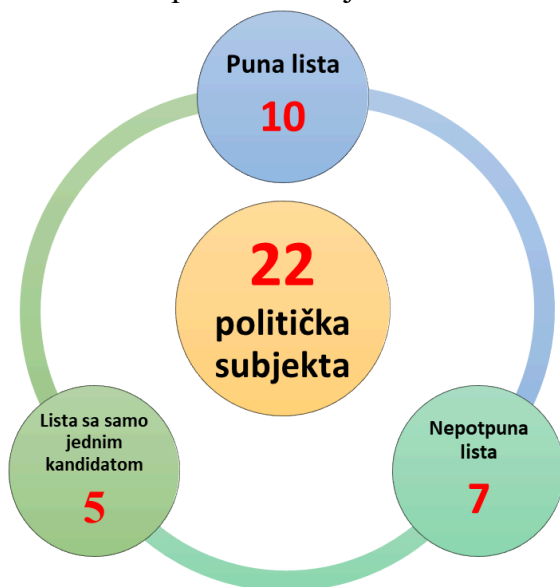 Puna lista
10
22
politička
subjekta
Lista sa samo
jednim
kandidatom
5
Nepotpuna
lista
7